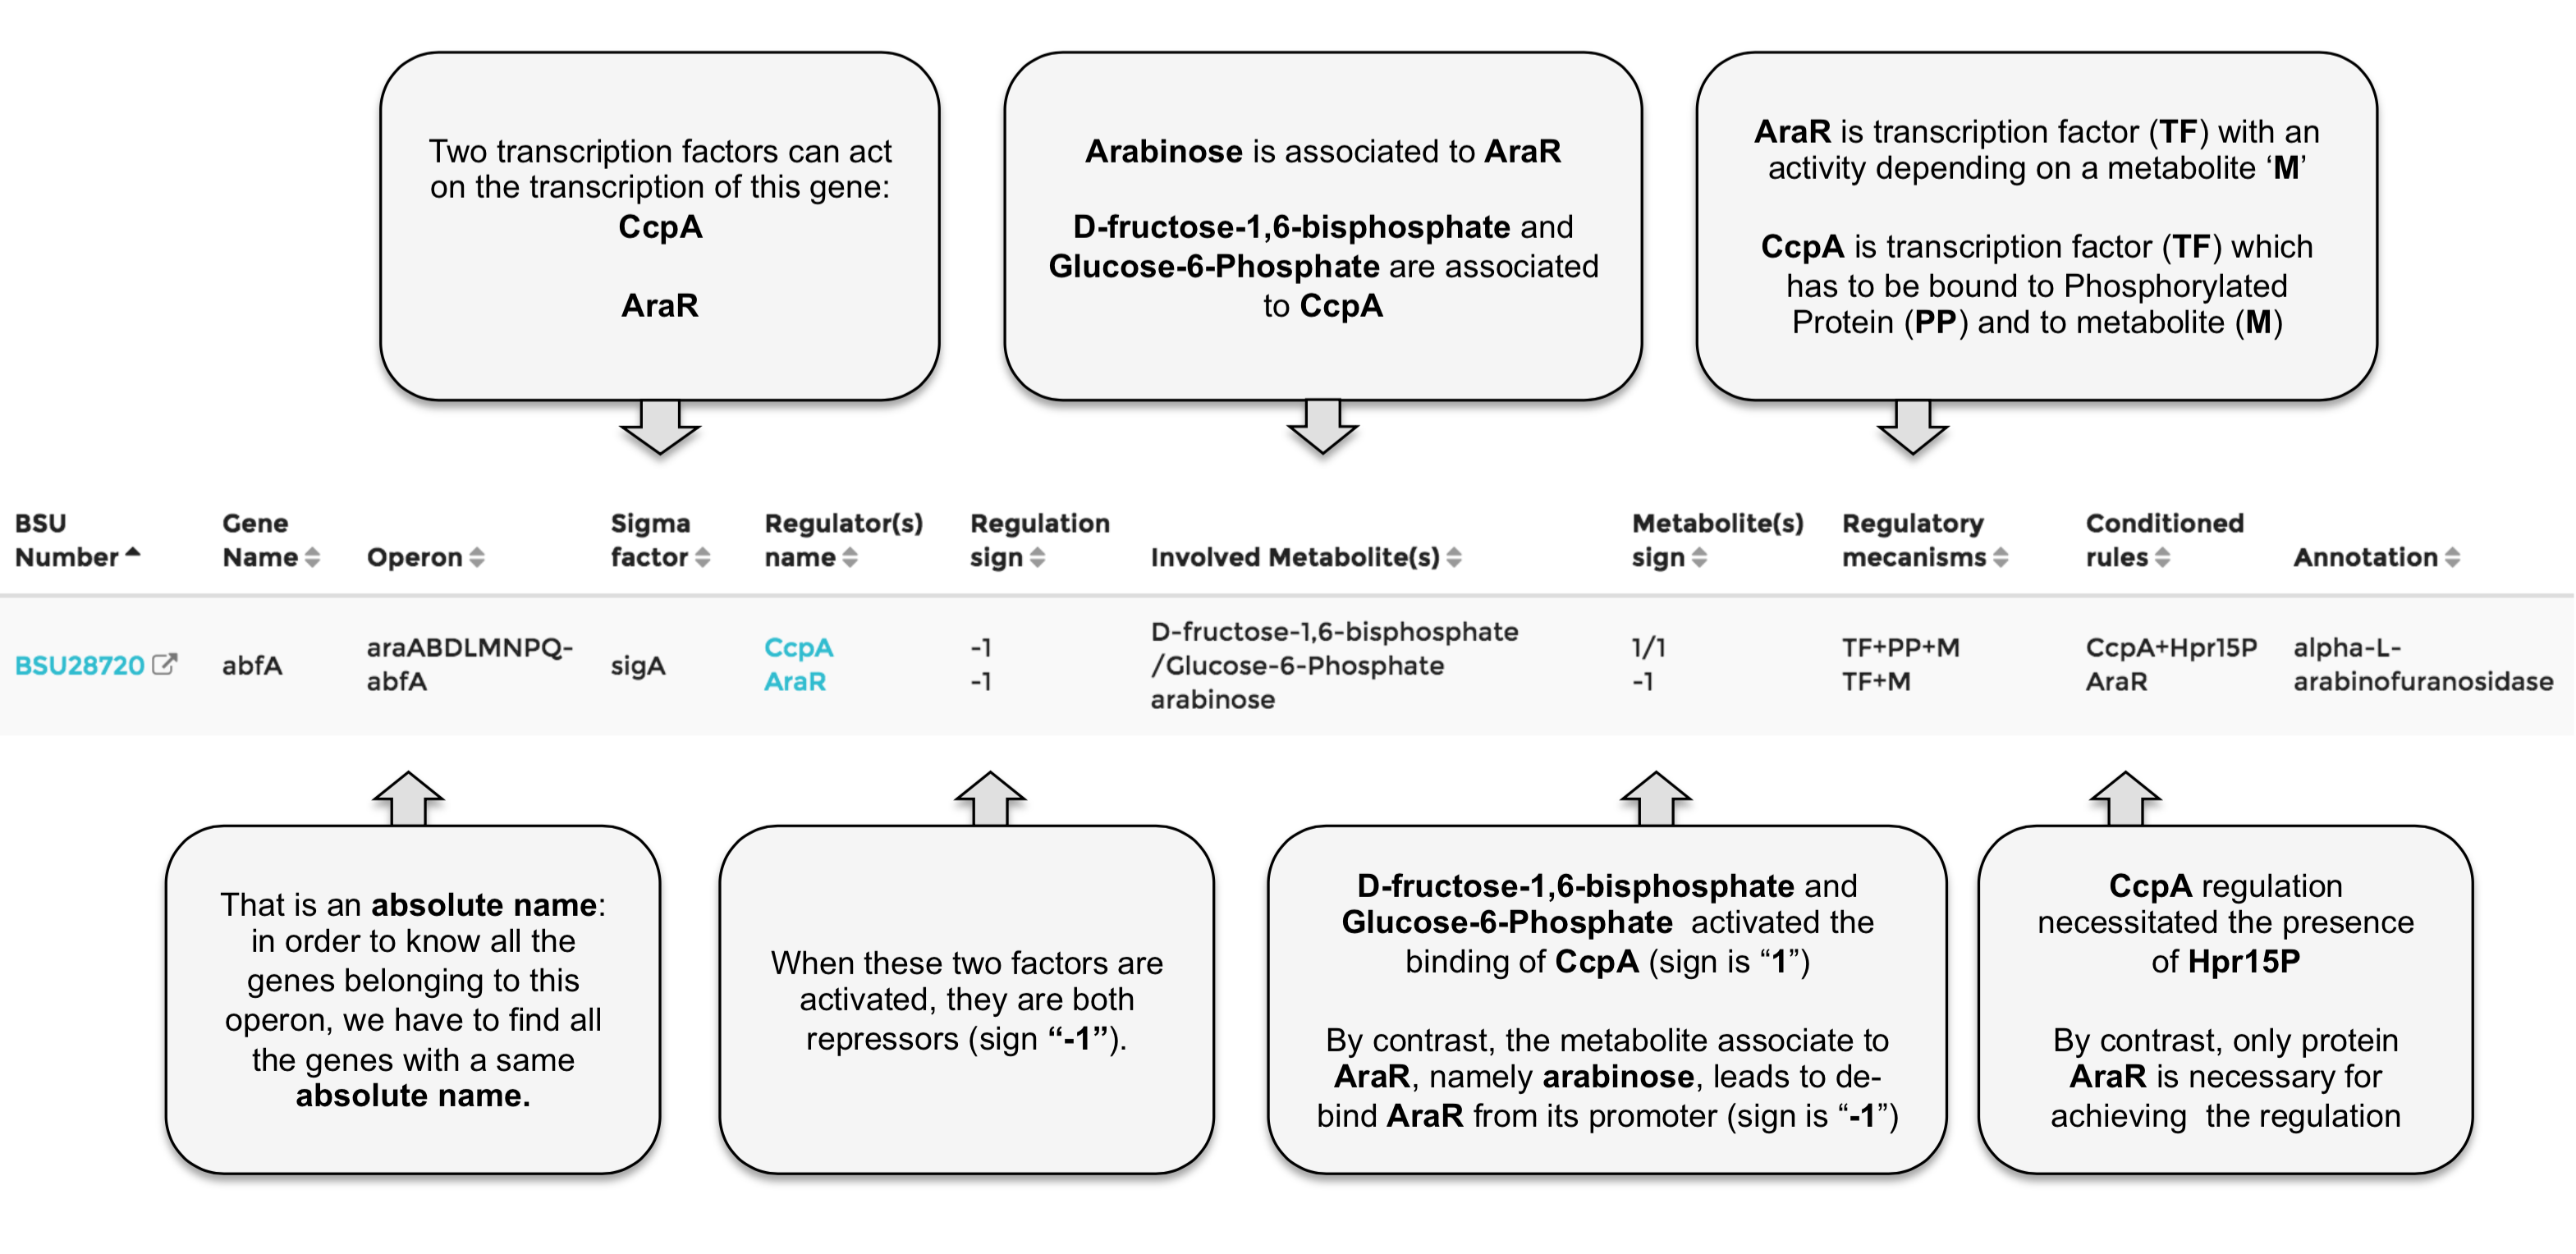 Two transcription factors can act
on the transcription of this gene:
CcpA
AraR
Arabinose is associated to AraR
D-fructose-1,6-bisphosphate and
Glucose-6-Phosphate are associated
to CcpA
AraR is transcription factor (TF) with an
activity depending on a metabolite ‘M’
CcpA is transcription factor (TF) which
has to be bound to Phosphorylated
Protein (PP) and to metabolite (M)
BSU
Number
Gene
Name
Operon
Sigma
factor
Regulator(s)
name
Regulation
sign
Involved Metabolite(s)
Metabolite(s)
sign
Regulatory
mecanisms
Conditioned
rules
Annotation
BSU28720
abfA
araABDLMNPQ-
abfA
sigA
CcpA
AraR
-1
-1
D-fructose-1,6-bisphosphate
/Glucose-6-Phosphate
arabinose
1/1
-1
TF+PP+M
TF+M
CcpA+Hpr15P
AraR
alpha-L-
arabinofuranosidase
That is an absolute name:
in order to know all the
genes belonging to this
operon, we have to find all
the genes with a same
absolute name.
When these two factors are
activated, they are both
repressors (sign “-1”).
D-fructose-1,6-bisphosphate and
Glucose-6-Phosphate activated the
binding of CcpA (sign is “1”)
By contrast, the metabolite associate to
AraR, namely arabinose, leads to de-
bind AraR from its promoter (sign is “-1”)
CcpA regulation
necessitated the presence
of Hpr15P
By contrast, only protein
AraR is necessary for
achieving the regulation